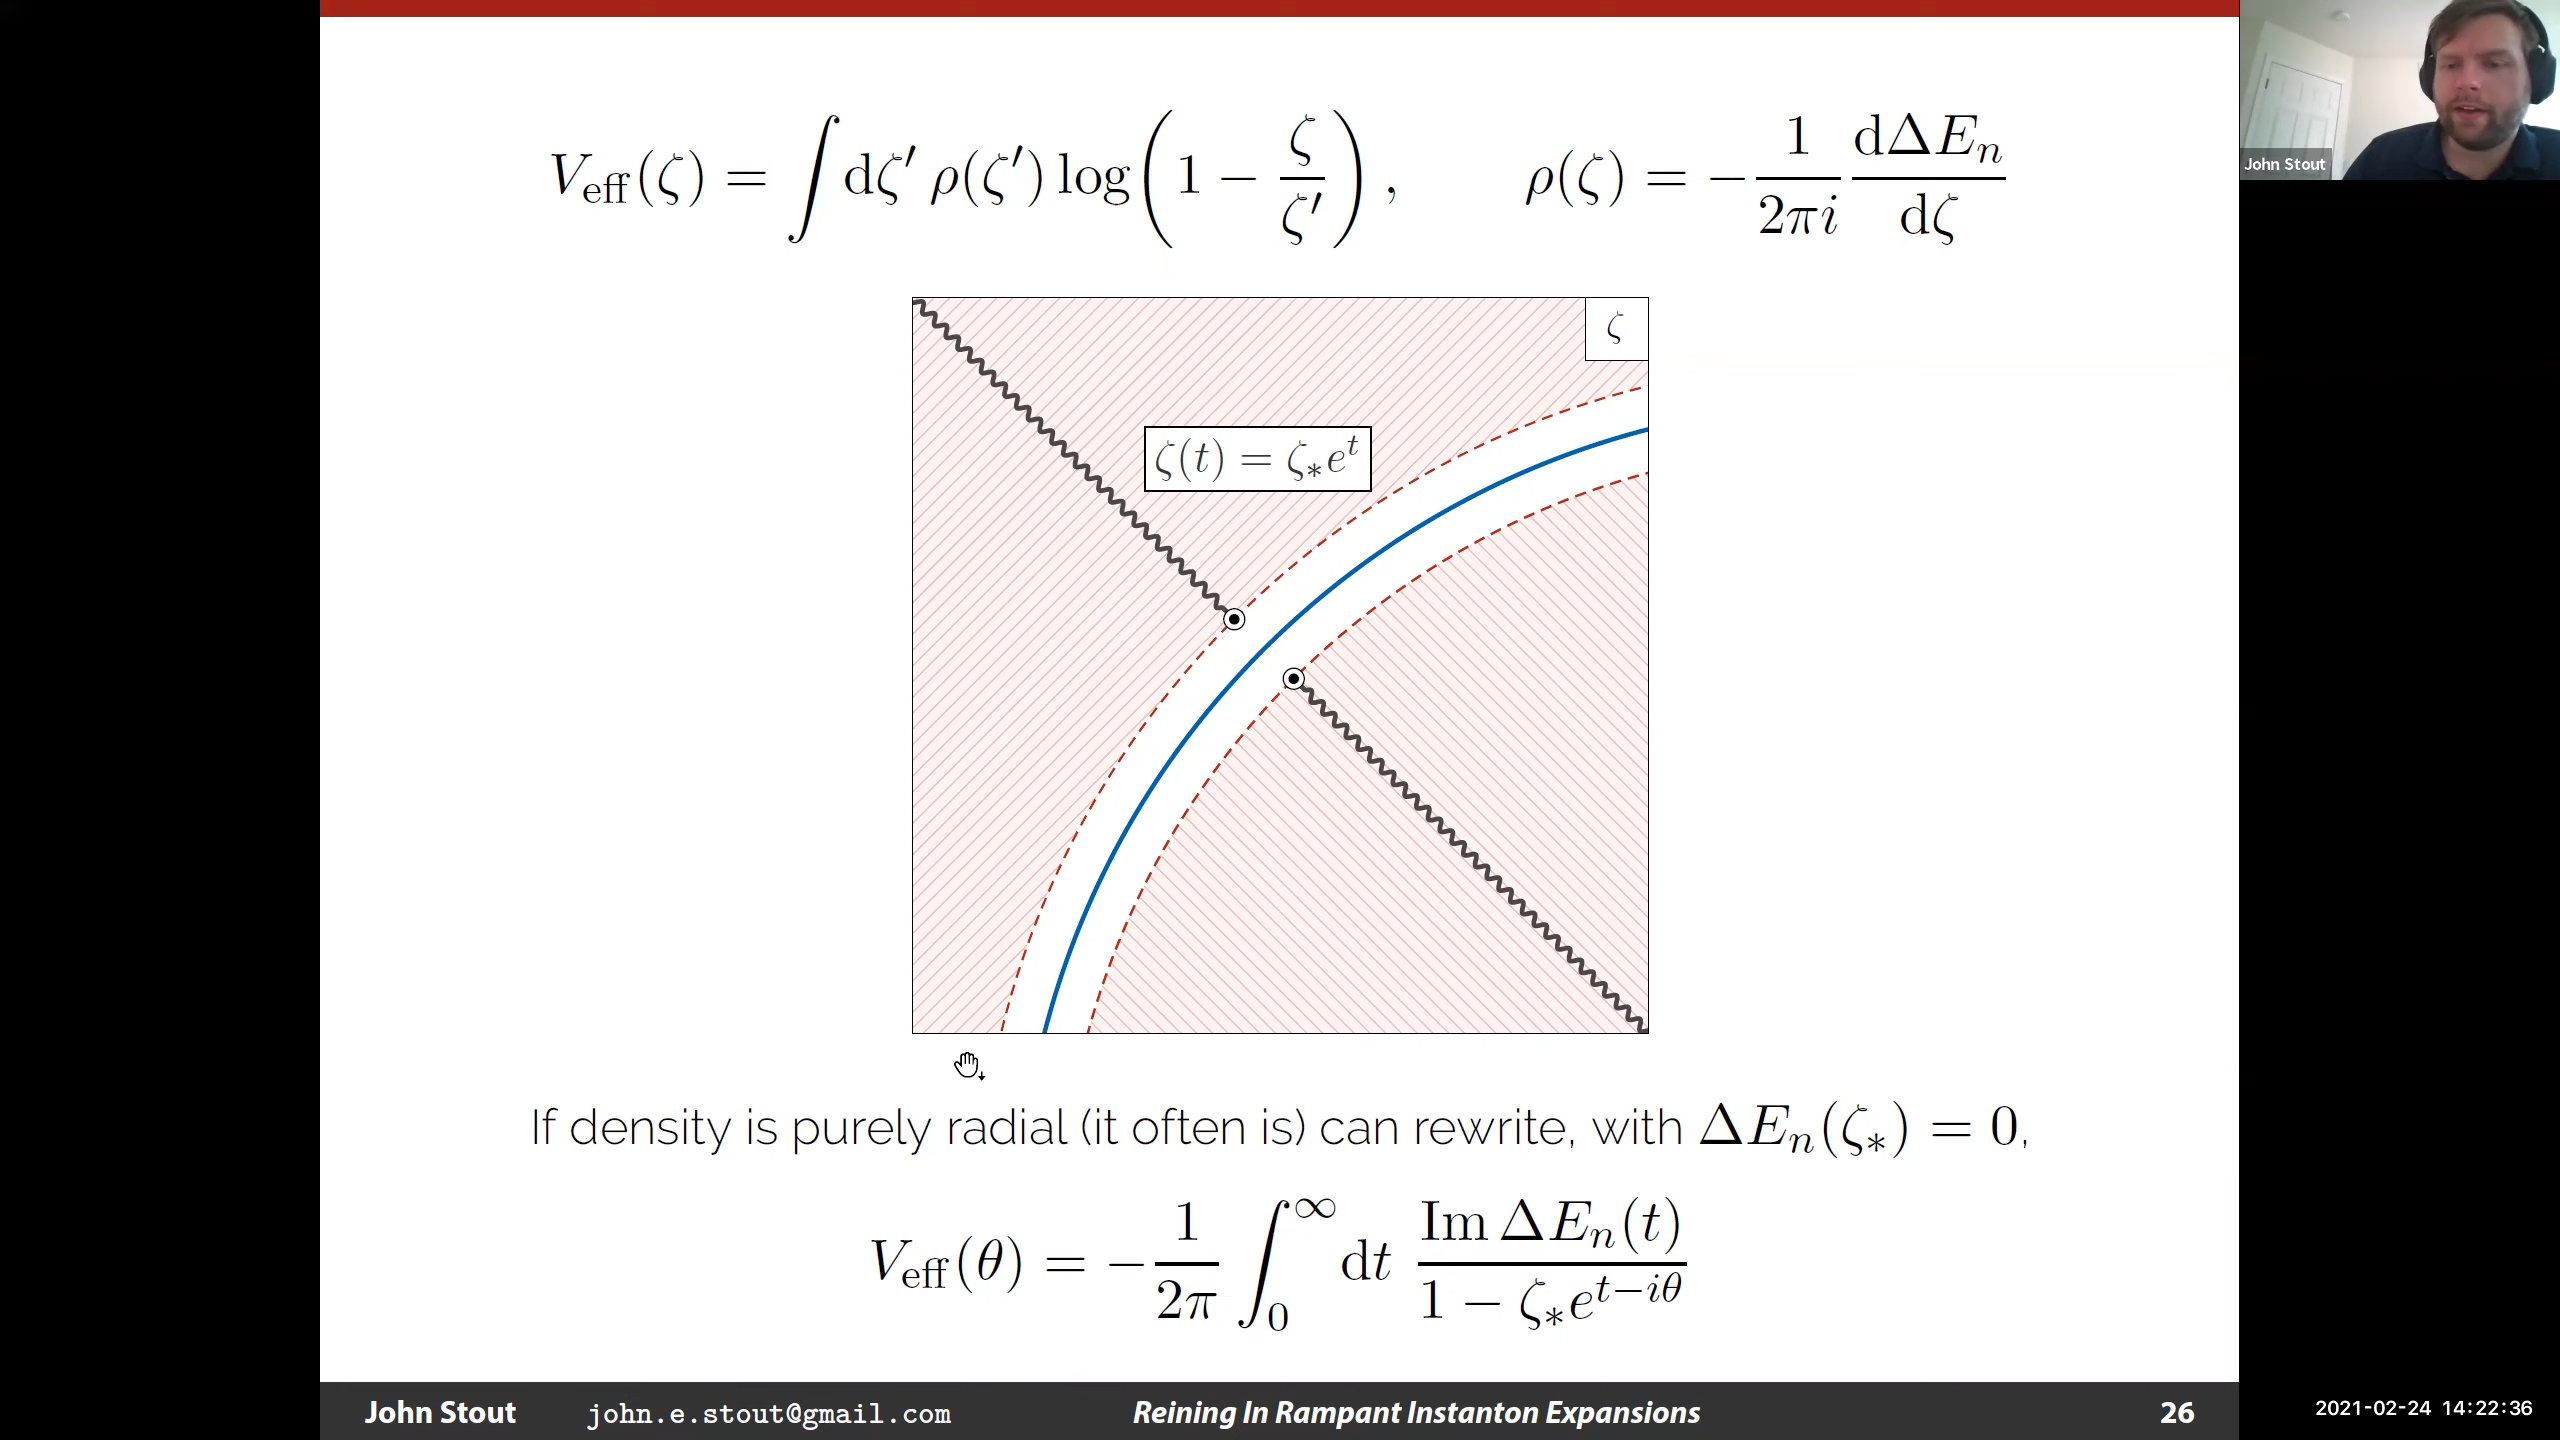 V_eff(ζ) = ∫ dζ′ ρ(ζ′) log(1 − ζ/ζ′) , ρ(ζ) = − 1/(2πi) dΔE_n/dζ
John Stout
ζ
ζ(t) = ζ_* e^t
If density is purely radial (it often is) can rewrite, with ΔE_n(ζ_*) = 0,
V_eff(θ) = − 1/(2π) ∫_0^∞ dt Im ΔE_n(t) / (1 − ζ_* e^{t−iθ})
John Stout john.e.stout@gmail.com Reining In Rampant Instanton Expansions 26
2021-02-24 14:22:36